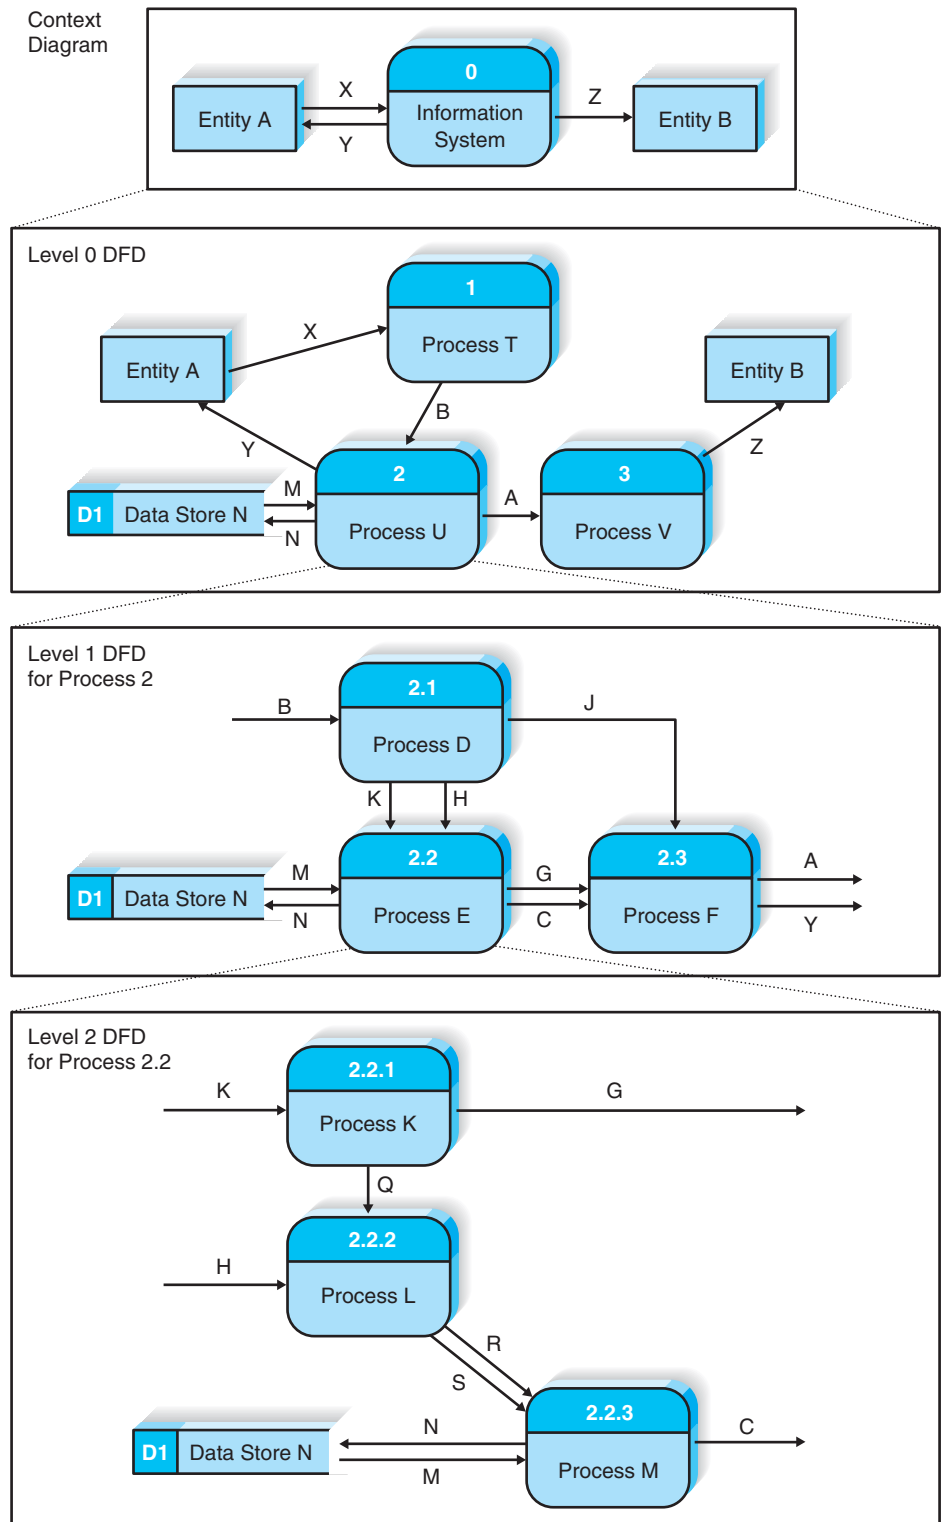 Context
Diagram
0
X
Z
Entity A
Information
System
Entity B
Y
Level 0 DFD
1
X
Process T
Entity A
Entity B
B
Y
Z
2
3
M
D1 Data Store N
A
N
Process U
Process V
Level 1 DFD
for Process 2
2.1
B
J
Process D
K
H
2.2
2.3
M
G
A
D1 Data Store N
N
Process E
C
Process F
Y
Level 2 DFD
for Process 2.2
2.2.1
K
G
Process K
Q
2.2.2
H
Process L
R
S
2.2.3
N
C
D1 Data Store N
M
Process M